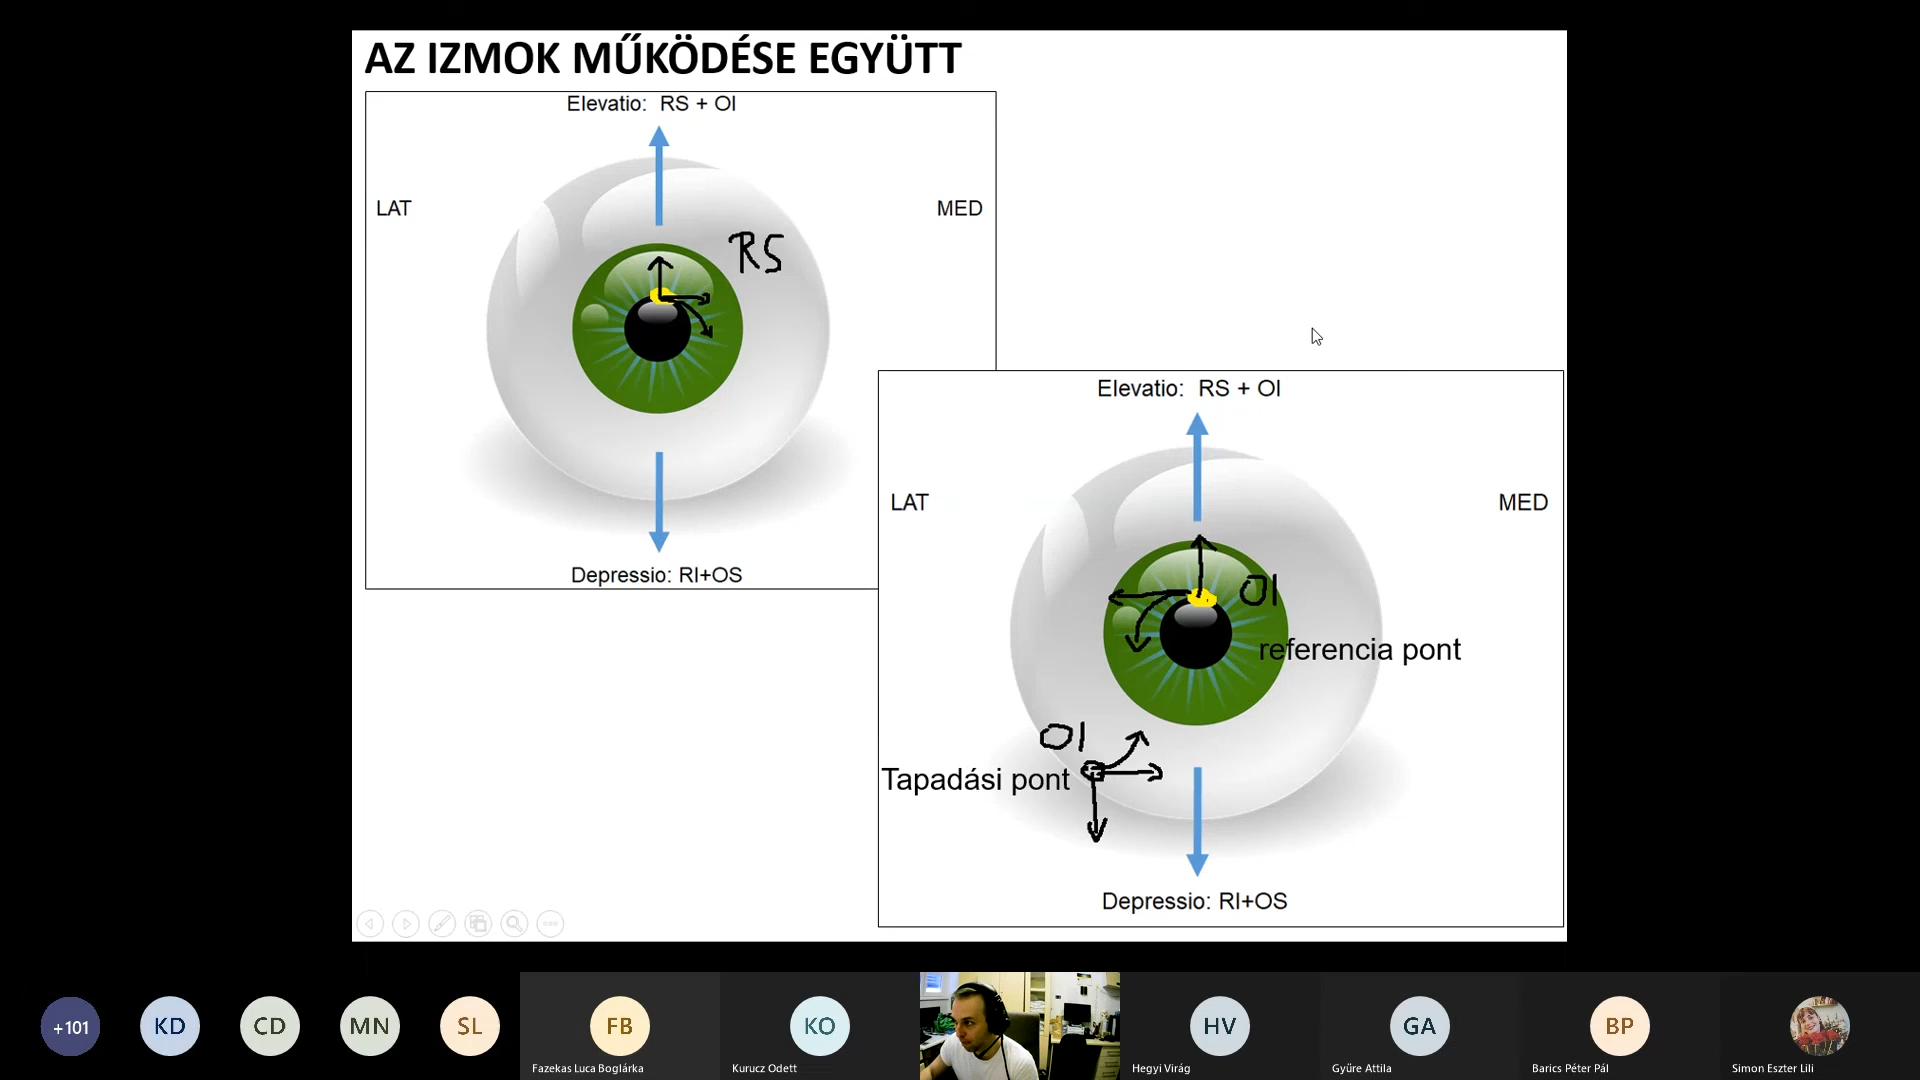 AZ IZMOK MŰKÖDÉSE EGYÜTT
Elevatio: RS + OI
LAT
MED
RS
Depressio: RI+OS
Elevatio: RS + OI
LAT
MED
OI
referencia pont
OI
Tapadási pont
Depressio: RI+OS
+101
KD
CD
MN
SL
FB
Fazekas Luca Boglárka
KO
Kurucz Odett
HV
Hegyi Virág
GA
Gyűre Attila
BP
Barics Péter Pál
Simon Eszter Lili